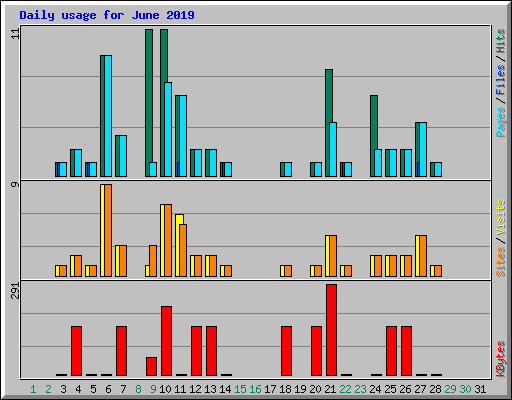 Daily usage for June 2019
11
9
291
Pages / Files / Hits
Sites / Visits
KBytes
1 2 3 4 5 6 7 8 9 10 11 12 13 14 15 16 17 18 19 20 21 22 23 24 25 26 27 28 29 30 31